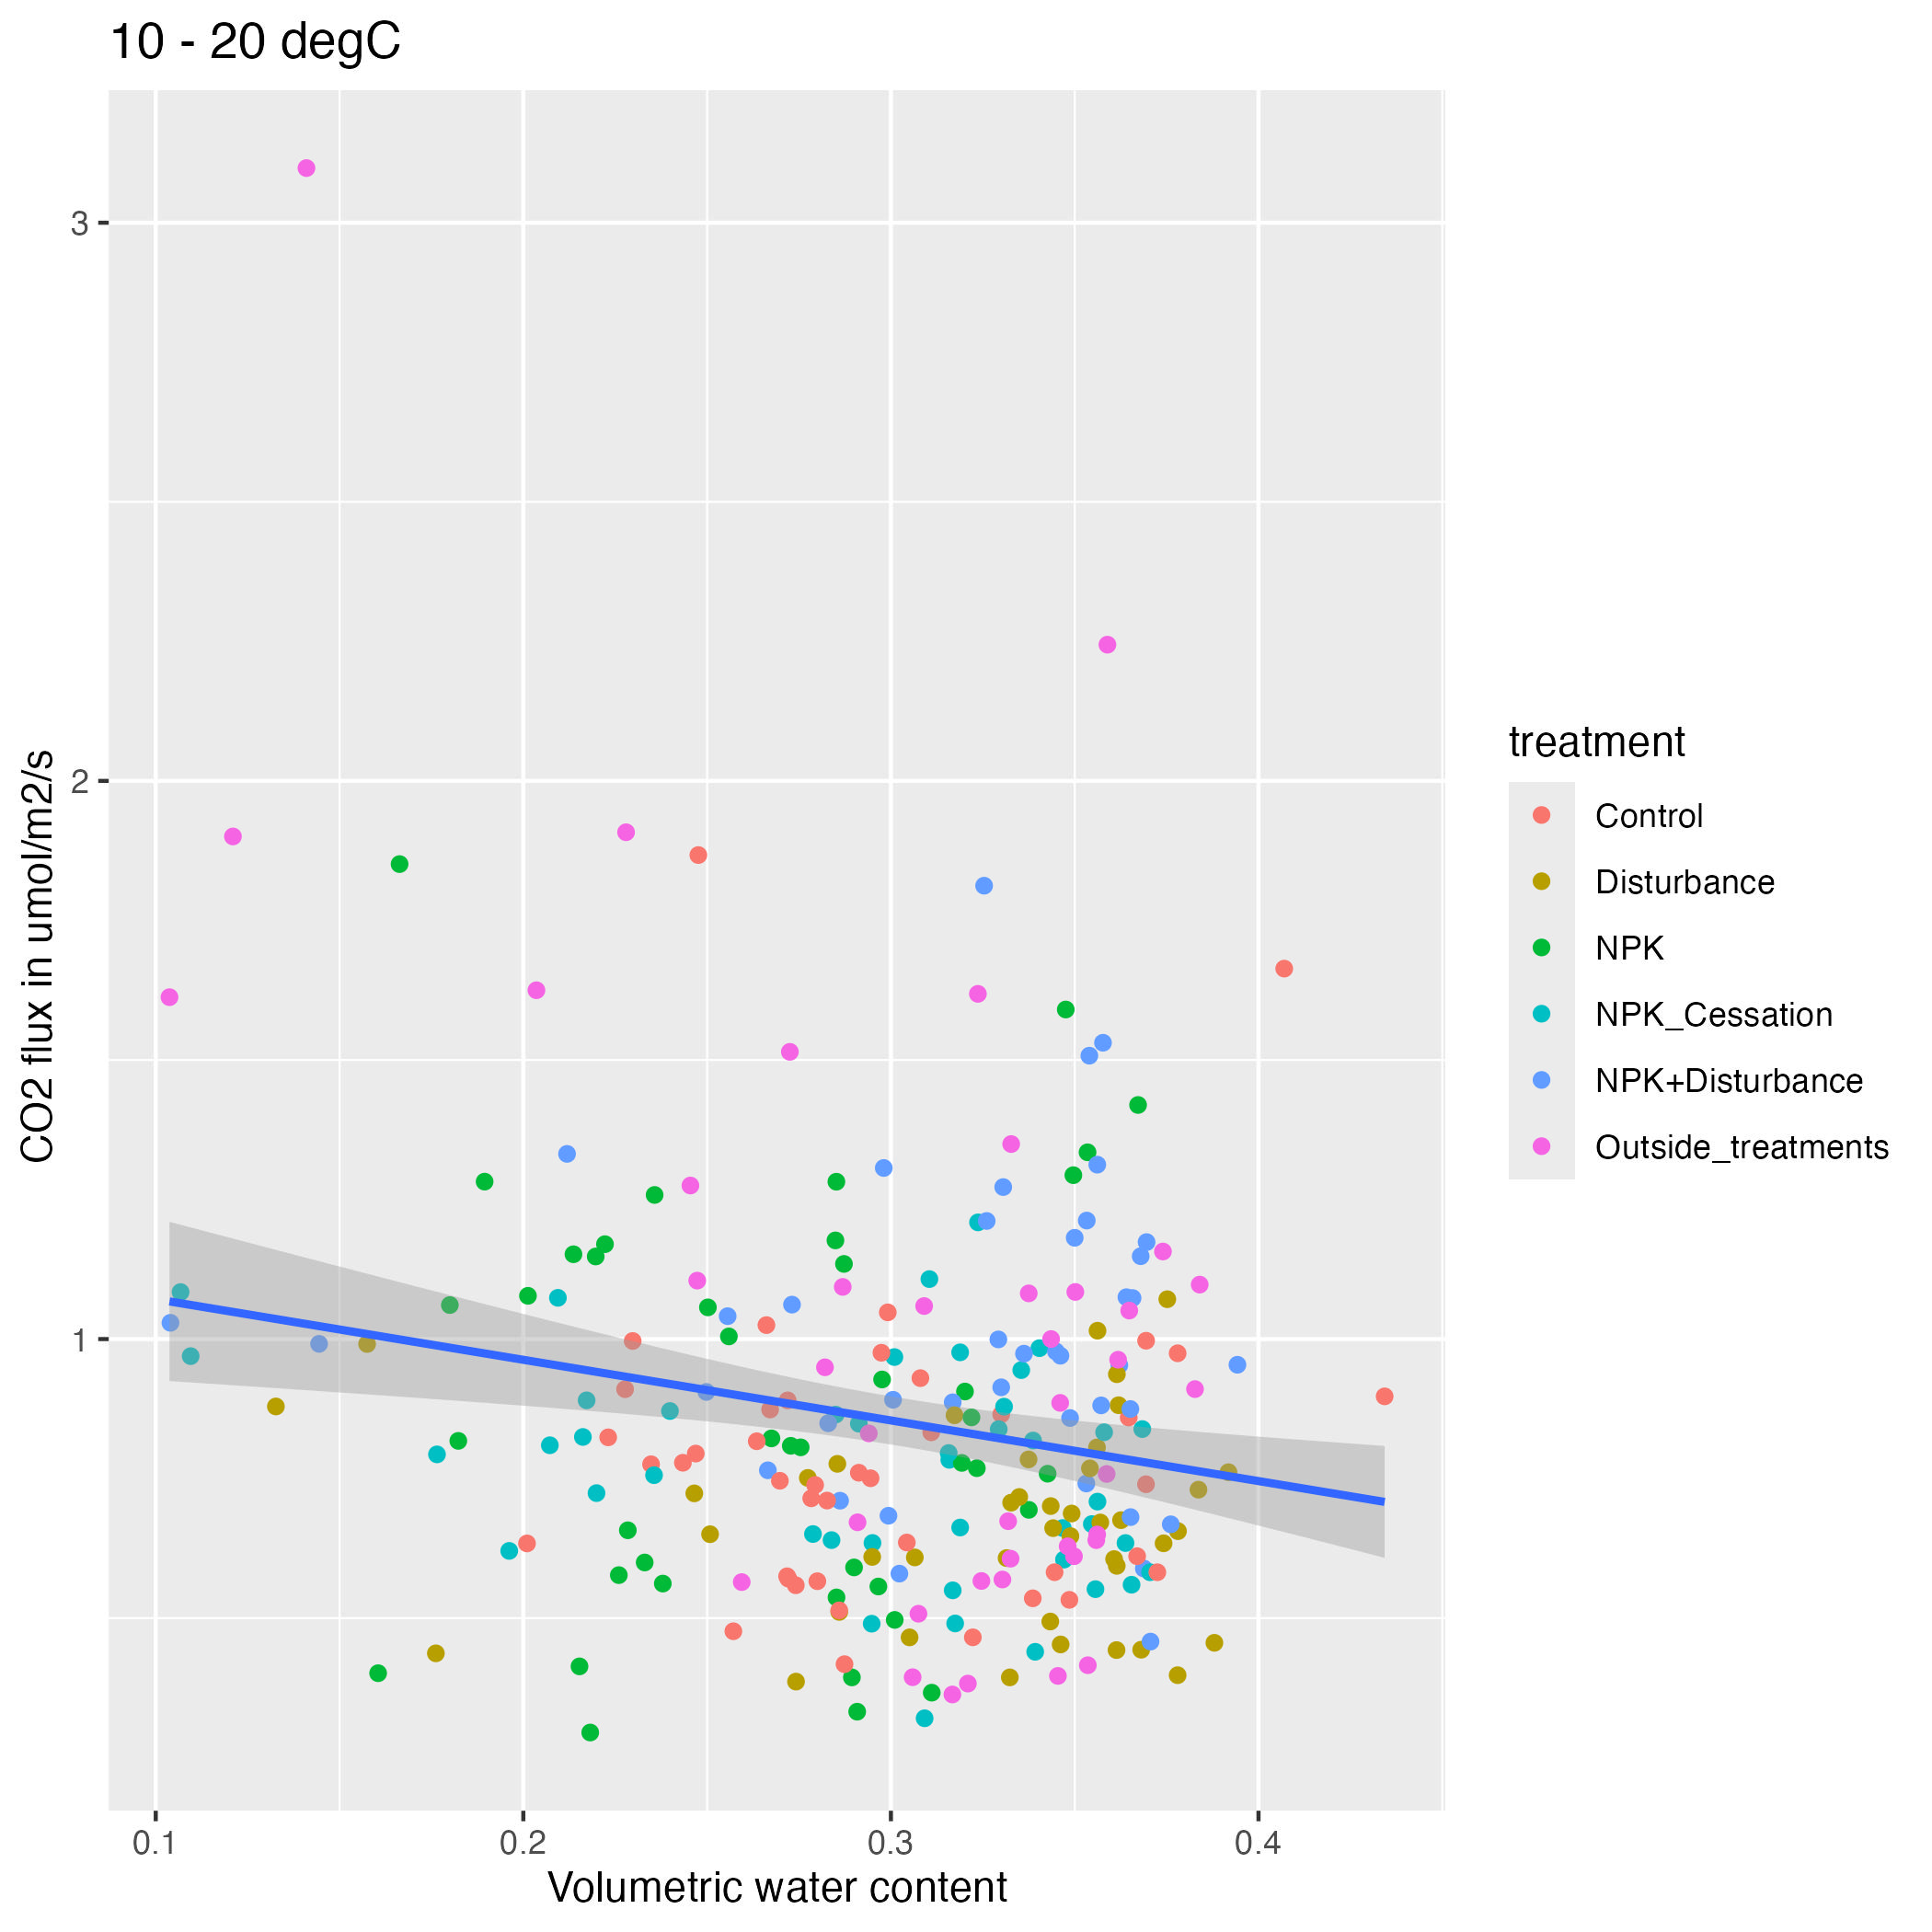 10 - 20 degC
CO2 flux in umol/m2/s
3
2
1
0.1
0.2
0.3
0.4
Volumetric water content
treatment
Control
Disturbance
NPK
NPK_Cessation
NPK+Disturbance
Outside_treatments